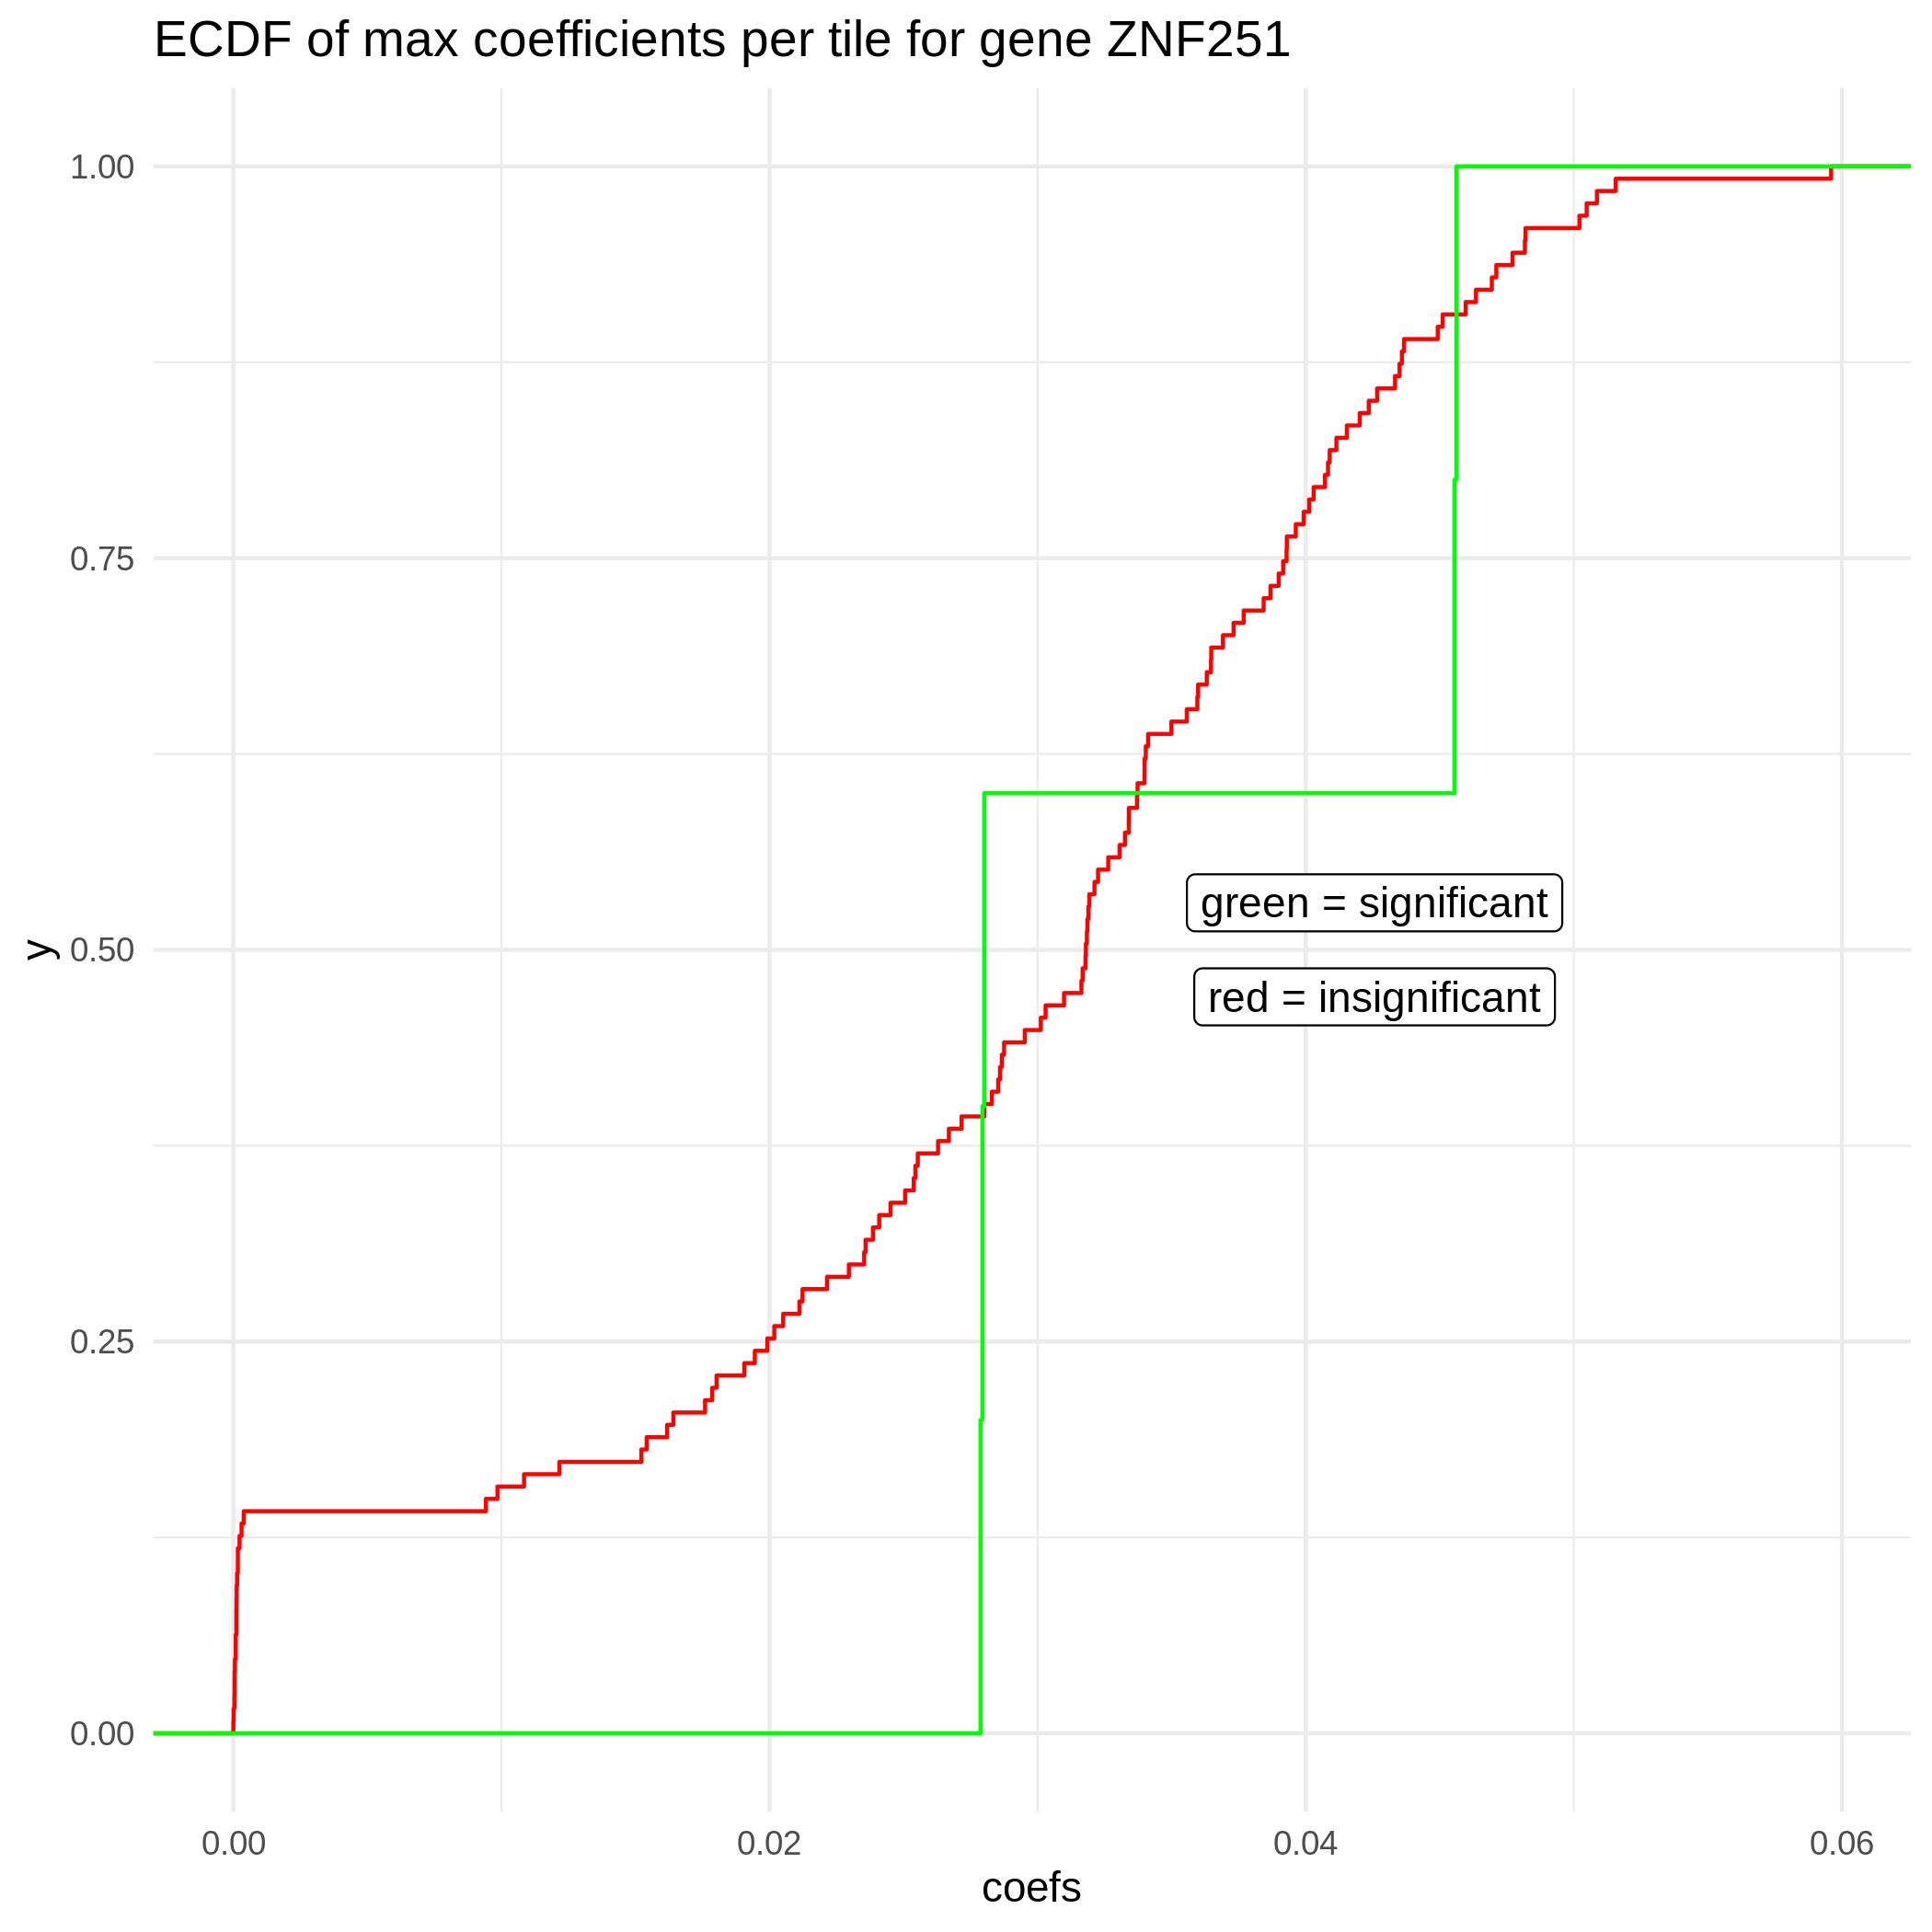 ECDF of max coefficients per tile for gene ZNF251
1.00
0.75
green = significant
y
0.50
red = insignificant
0.25
0.00
0.00 0.02 0.04 0.06
coefs